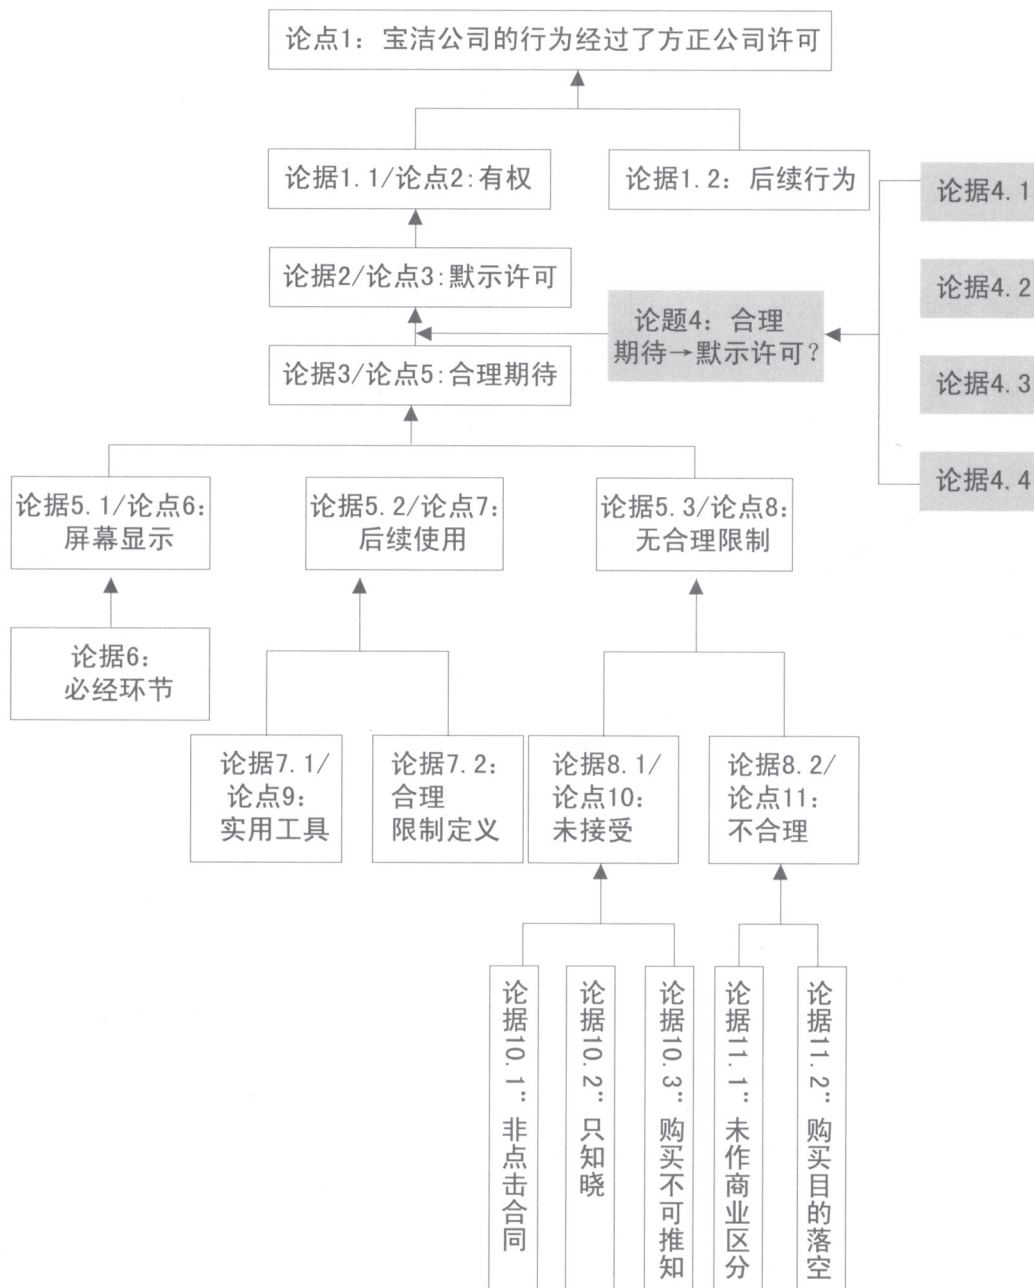 论点1：宝洁公司的行为经过了方正公司许可
论据1.1/论点2:有权
论据1.2：后续行为
论据4.1
论据2/论点3:默示许可
论据4.2
论题4：合理
期待→默示许可？
论据3/论点5:合理期待
论据4.3
论据4.4
论据5.1/论点6：
屏幕显示
论据5.2/论点7：
后续使用
论据5.3/论点8：
无合理限制
论据6：
必经环节
论据7.1/
论点9：
实用工具
论据7.2：
合理
限制定义
论据8.1/
论点10：
未接受
论据8.2/
论点11：
不合理
论据10.1：非点击合同
论据10.2：只知晓
论据10.3：购买不可推知
论据11.1：未作商业区分
论据11.2：购买目的落空